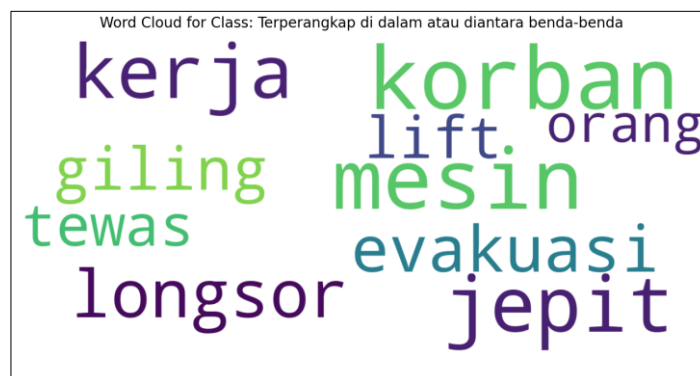 Word Cloud for Class: Terperangkap di dalam atau diantara benda-benda
kerja
korban
lift
orang
giling
mesin
tewas
evakuasi
longsor
jepit